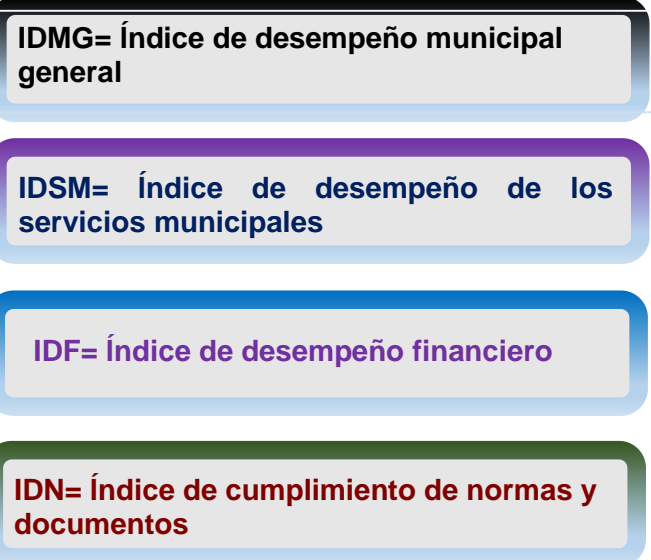 IDMG= Índice de desempeño municipal
general
IDSM= Índice de desempeño de los
servicios municipales
IDF= Índice de desempeño financiero
IDN= Índice de cumplimiento de normas y
documentos